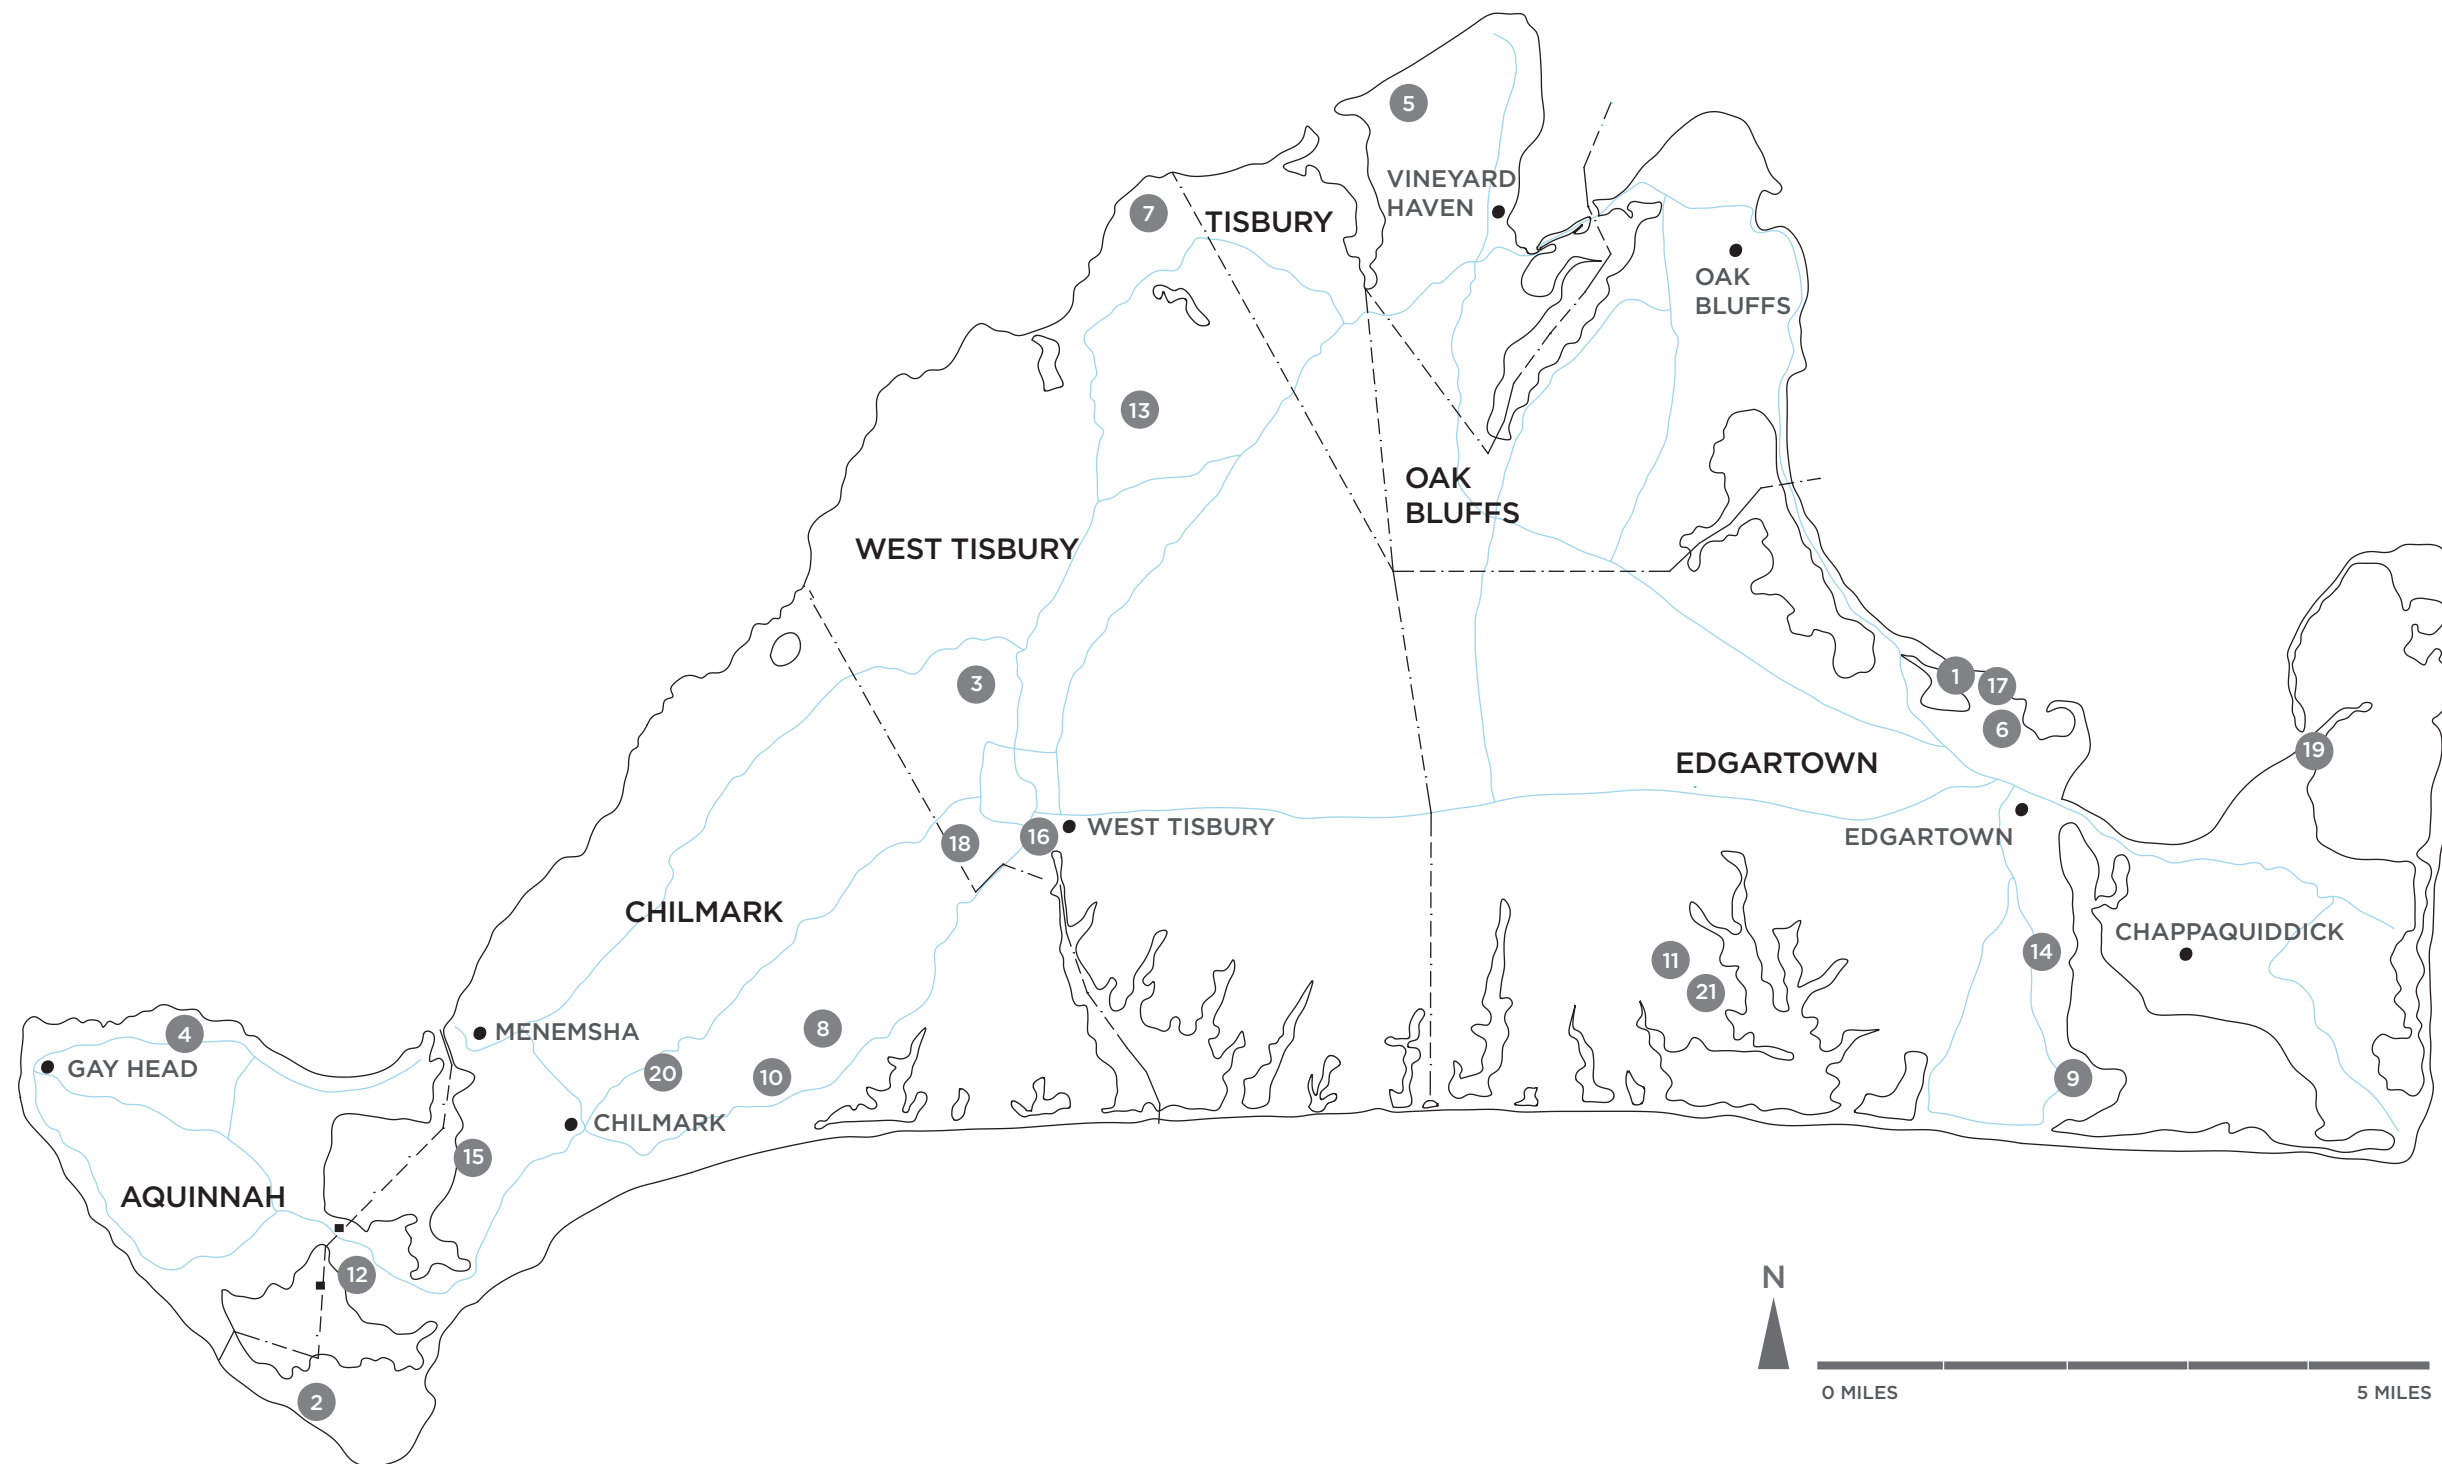 5
VINEYARD
HAVEN
7
TISBURY
OAK
BLUFFS
13
OAK
BLUFFS
WEST TISBURY
3
1
17
6
19
EDGARTOWN
18
16
WEST TISBURY
EDGARTOWN
CHILMARK
CHAPPAQUIDDICK
14
11
21
4
GAY HEAD
MENEMSHA
8
20
10
9
CHILMARK
15
AQUINNAH
12
2
N
0 MILES
5 MILES